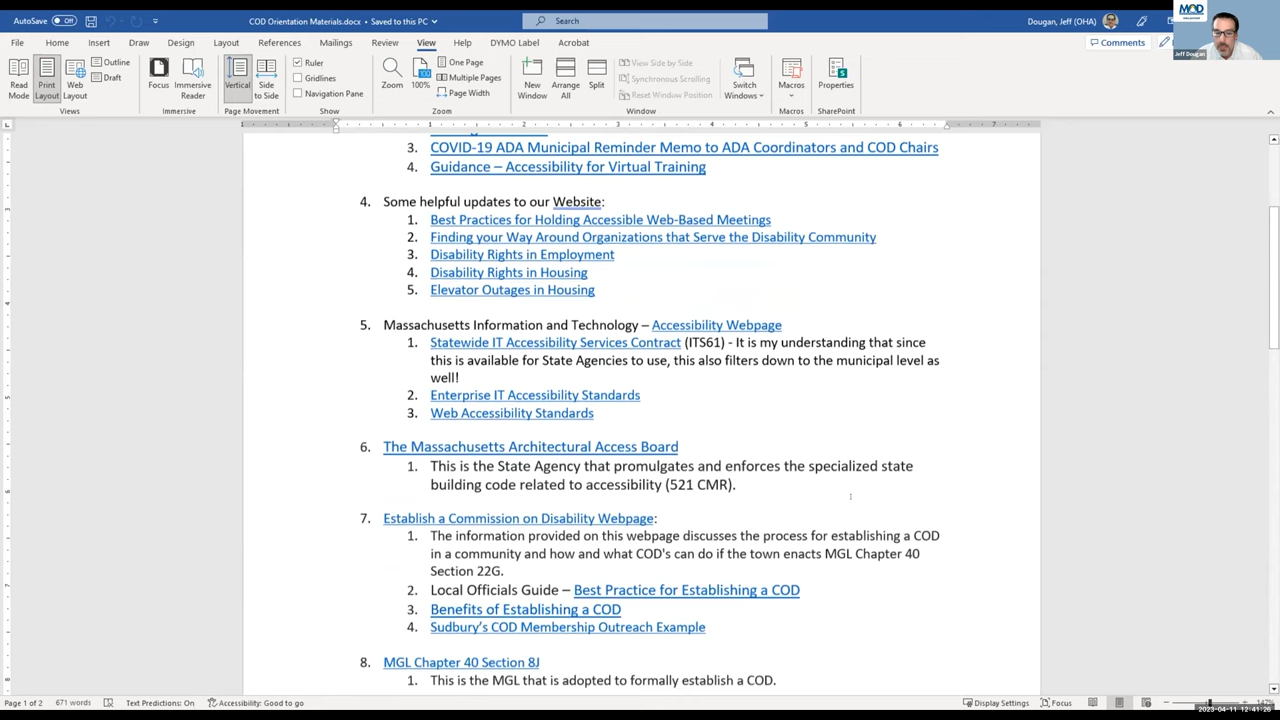 AutoSave Off COD Orientation Materials.docx • Saved to this PC Search Dougan, Jeff (OHA)
File Home Insert Draw Design Layout References Mailings Review View Help DYMO Label Acrobat Comments
Read Mode
Print Layout
Web Layout
Outline
Draft
Views
Focus
Immersive Reader
Immersive
Vertical
Side to Side
Page Movement
Ruler
Gridlines
Navigation Pane
Show
Zoom
100%
One Page
Multiple Pages
Page Width
Zoom
New Window
Arrange All
Split
View Side by Side
Synchronous Scrolling
Reset Window Position
Window
Switch Windows
Macros
Macros
Properties
SharePoint
MOD
Jeff Dougan
3. COVID-19 ADA Municipal Reminder Memo to ADA Coordinators and COD Chairs
4. Guidance – Accessibility for Virtual Training
4. Some helpful updates to our Website:
1. Best Practices for Holding Accessible Web-Based Meetings
2. Finding your Way Around Organizations that Serve the Disability Community
3. Disability Rights in Employment
4. Disability Rights in Housing
5. Elevator Outages in Housing
5. Massachusetts Information and Technology – Accessibility Webpage
1. Statewide IT Accessibility Services Contract (ITS61) - It is my understanding that since
this is available for State Agencies to use, this also filters down to the municipal level as
well!
2. Enterprise IT Accessibility Standards
3. Web Accessibility Standards
6. The Massachusetts Architectural Access Board
1. This is the State Agency that promulgates and enforces the specialized state
building code related to accessibility (521 CMR).
7. Establish a Commission on Disability Webpage:
1. The information provided on this webpage discusses the process for establishing a COD
in a community and how and what COD's can do if the town enacts MGL Chapter 40
Section 22G.
2. Local Officials Guide – Best Practice for Establishing a COD
3. Benefits of Establishing a COD
4. Sudbury's COD Membership Outreach Example
8. MGL Chapter 40 Section 8J
1. This is the MGL that is adopted to formally establish a COD.
Page 1 of 2 671 words Text Predictions: On Accessibility: Good to go Display Settings Focus 147%
2023-04-11 12:41:26